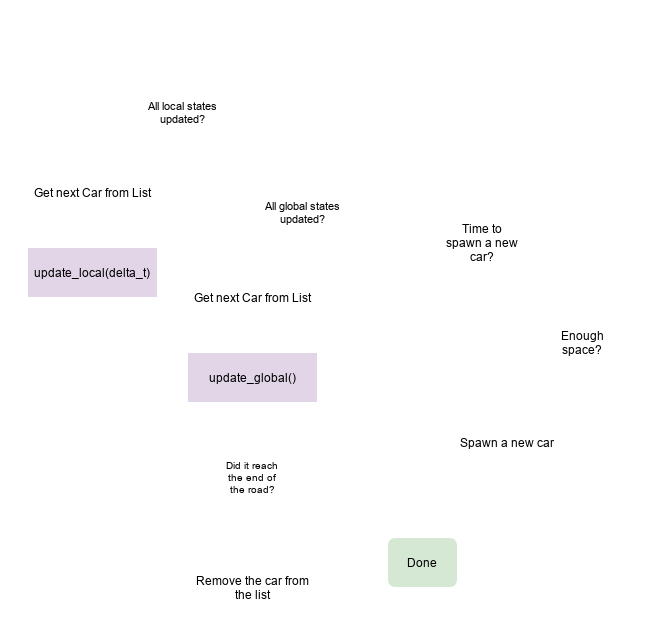 All local states
updated?
Get next Car from List
All global states
updated?
Time to
spawn a new
car?
update_local(delta_t)
Get next Car from List
Enough
space?
update_global()
Spawn a new car
Did it reach
the end of
the road?
Done
Remove the car from
the list